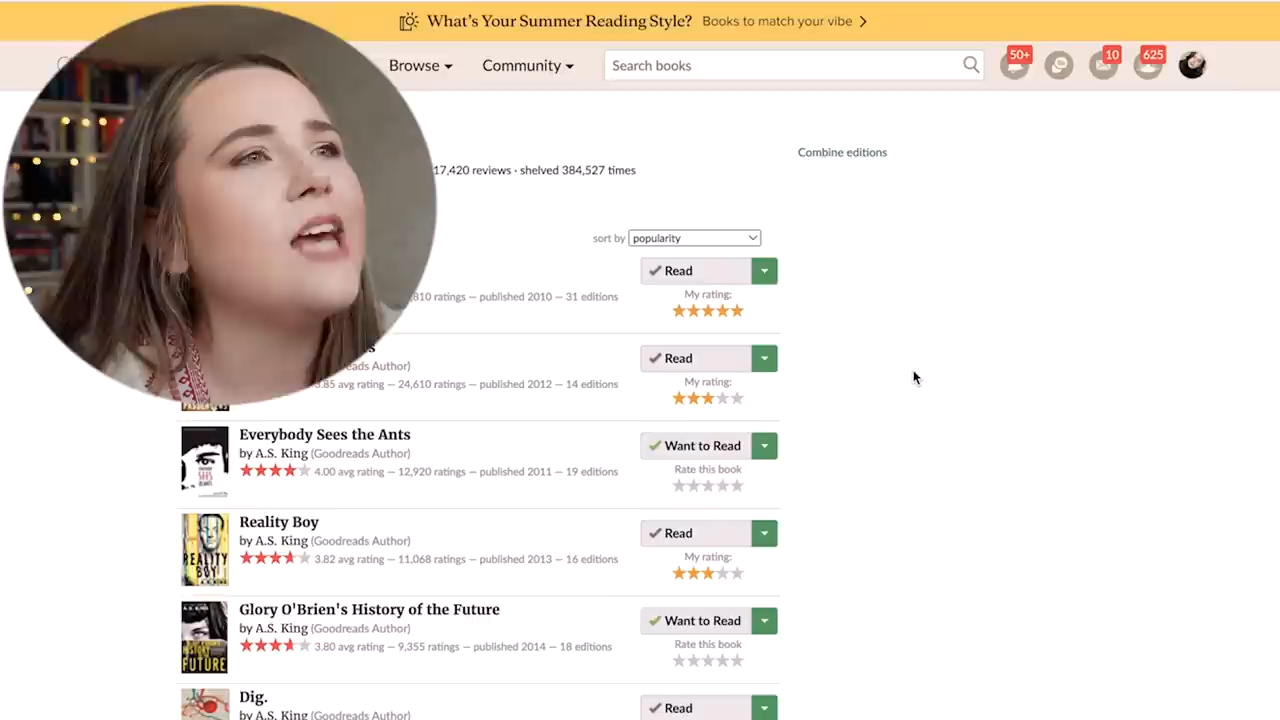 What's Your Summer Reading Style? Books to match your vibe
Browse Community Search books 50+ 10 625
Combine editions
17,420 reviews · shelved 384,527 times
sort by popularity
Read
810 ratings — published 2010 — 31 editions
My rating:
Read
Goodreads Author)
3.85 avg rating — 24,610 ratings — published 2012 — 14 editions
My rating:
Everybody Sees the Ants
Want to Read
by A.S. King (Goodreads Author)
4.00 avg rating — 12,920 ratings — published 2011 — 19 editions
Rate this book
Reality Boy
Read
by A.S. King (Goodreads Author)
3.82 avg rating — 11,068 ratings — published 2013 — 16 editions
My rating:
REALITY BOY
Glory O'Brien's History of the Future
Want to Read
by A.S. King (Goodreads Author)
3.80 avg rating — 9,355 ratings — published 2014 — 18 editions
Rate this book
FUTURE
Dig.
Read
by A.S. King (Goodreads Author)